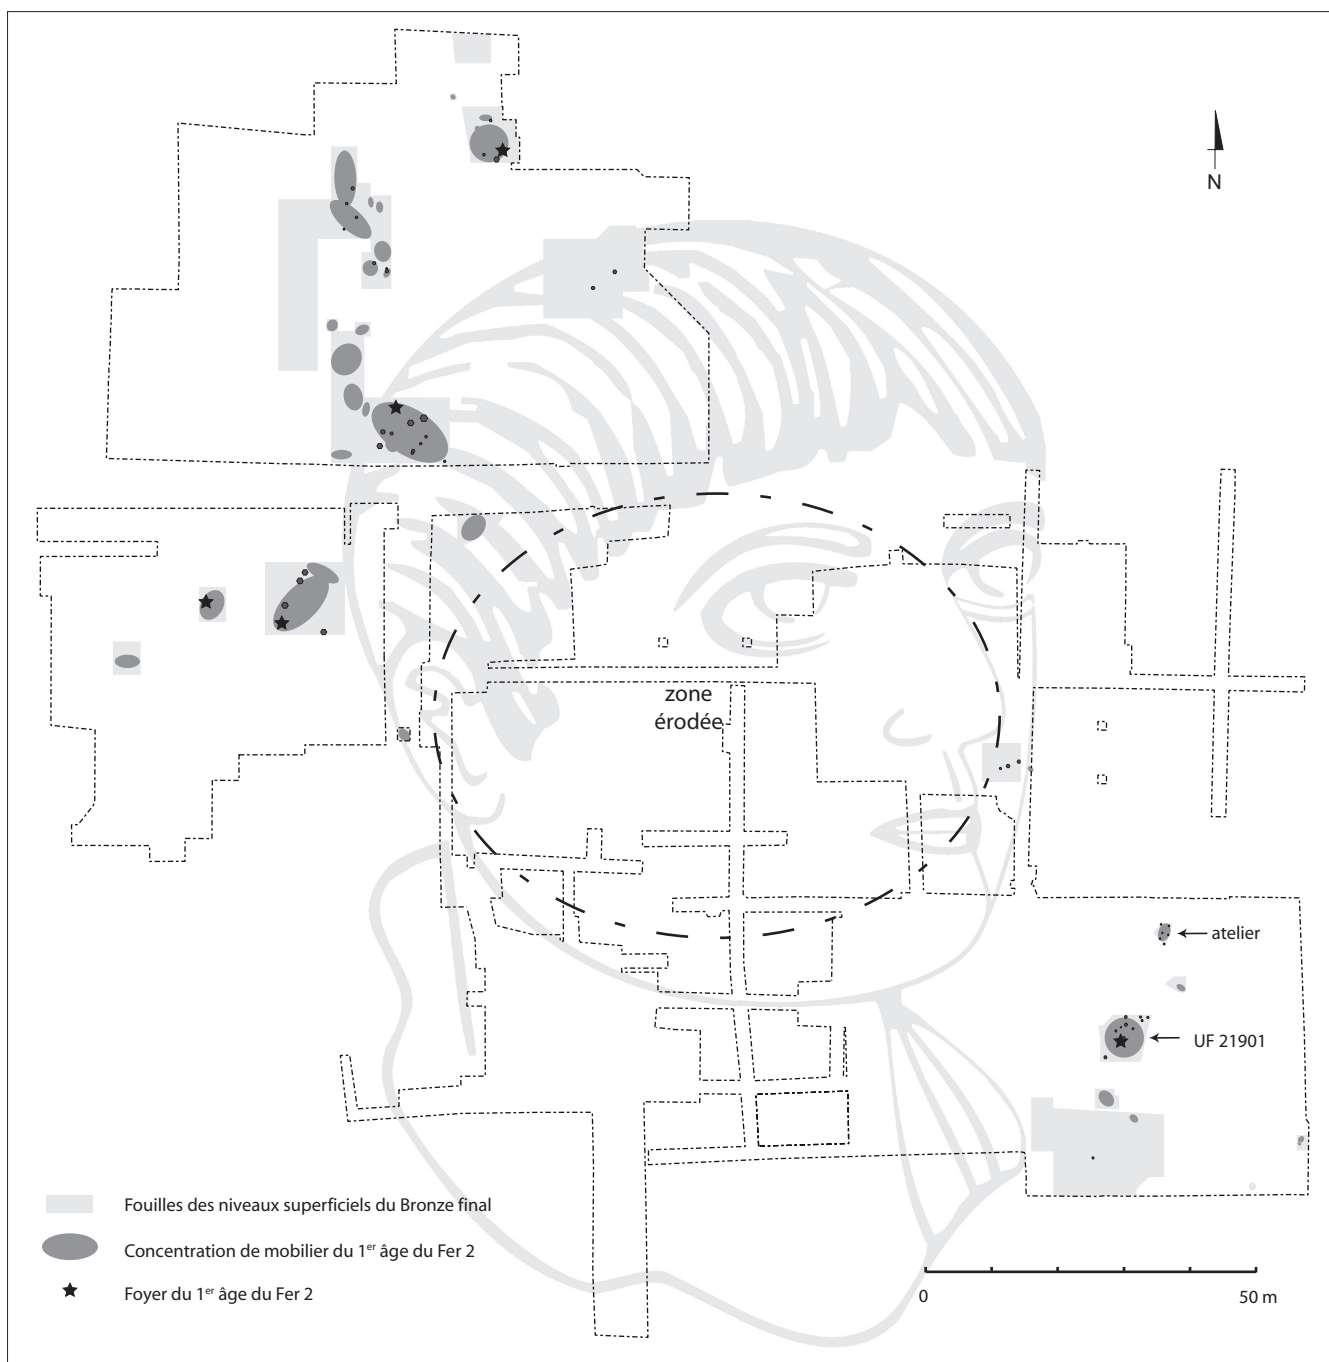 N
zone
érodée
atelier
UF 21901
Fouilles des niveaux superficiels du Bronze final
Concentration de mobilier du 1er âge du Fer 2
Foyer du 1er âge du Fer 2
0 50 m